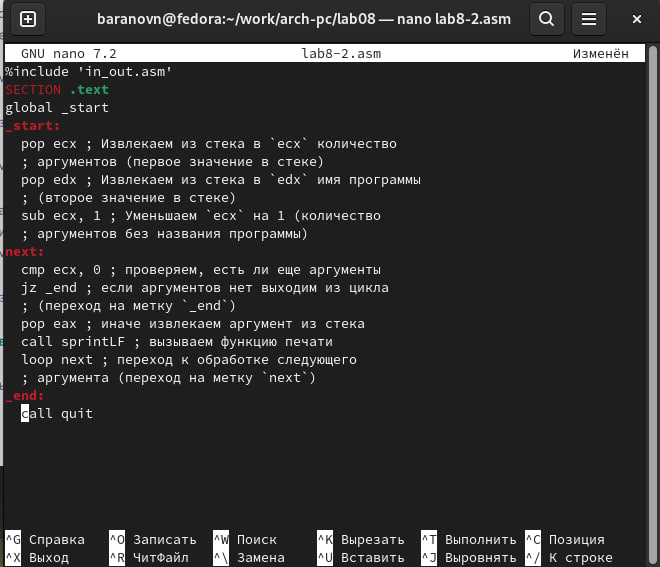 baranovn@fedora:~/work/arch-pc/lab08 — nano lab8-2.asm
GNU nano 7.2 lab8-2.asm Изменён
%include 'in_out.asm'
SECTION .text
global _start
_start:
pop ecx ; Извлекаем из стека в `ecx` количество
; аргументов (первое значение в стеке)
pop edx ; Извлекаем из стека в `edx` имя программы
; (второе значение в стеке)
sub ecx, 1 ; Уменьшаем `ecx` на 1 (количество
; аргументов без названия программы)
next:
cmp ecx, 0 ; проверяем, есть ли еще аргументы
jz _end ; если аргументов нет выходим из цикла
; (переход на метку `_end`)
pop eax ; иначе извлекаем аргумент из стека
call sprintLF ; вызываем функцию печати
loop next ; переход к обработке следующего
; аргумента (переход на метку `next`)
_end:
call quit
^G Справка ^O Записать ^W Поиск ^K Вырезать ^T Выполнить ^C Позиция
^X Выход ^R ЧитФайл ^\ Замена ^U Вставить ^J Выровнять ^/ К строке